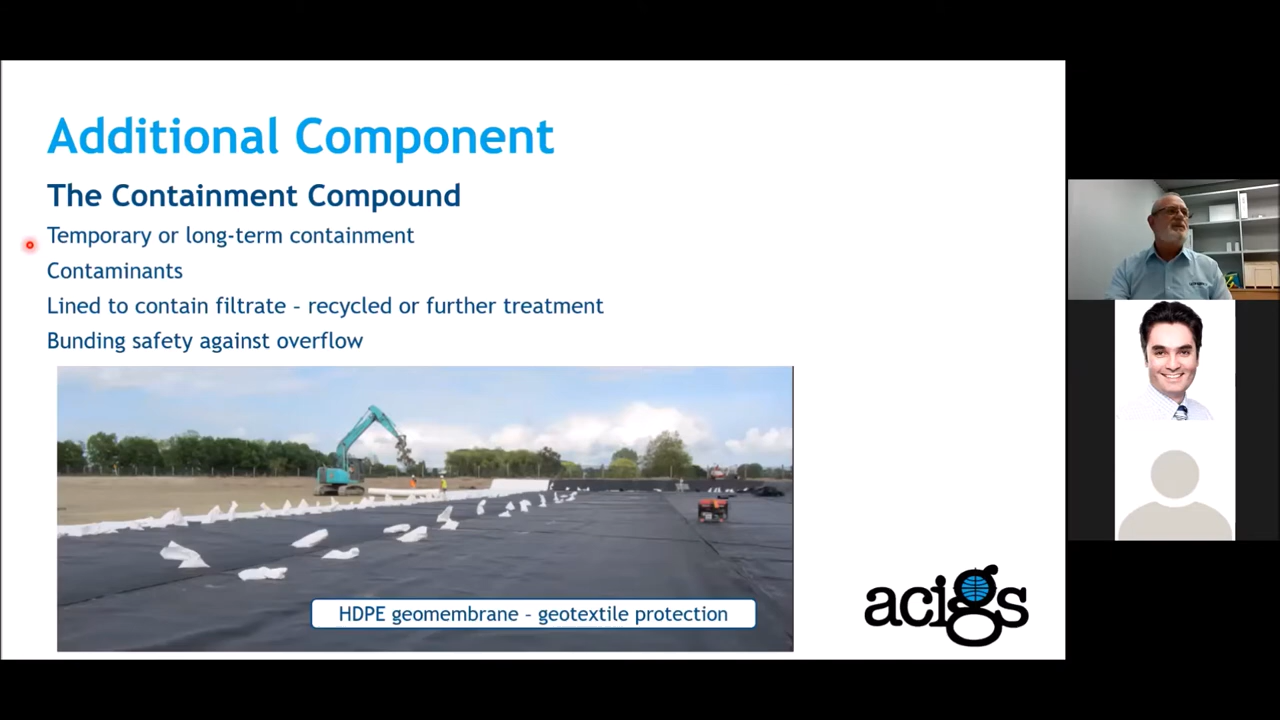 Additional Component
The Containment Compound
Temporary or long-term containment
Contaminants
Lined to contain filtrate – recycled or further treatment
Bunding safety against overflow
HDPE geomembrane – geotextile protection
acigs